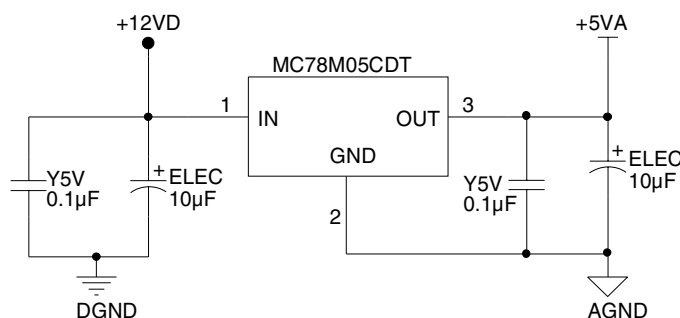 +12VD
+5VA
MC78M05CDT
1
IN
OUT
3
GND
2
Y5V
0.1µF
+
ELEC
10µF
Y5V
0.1µF
+
ELEC
10µF
DGND
AGND